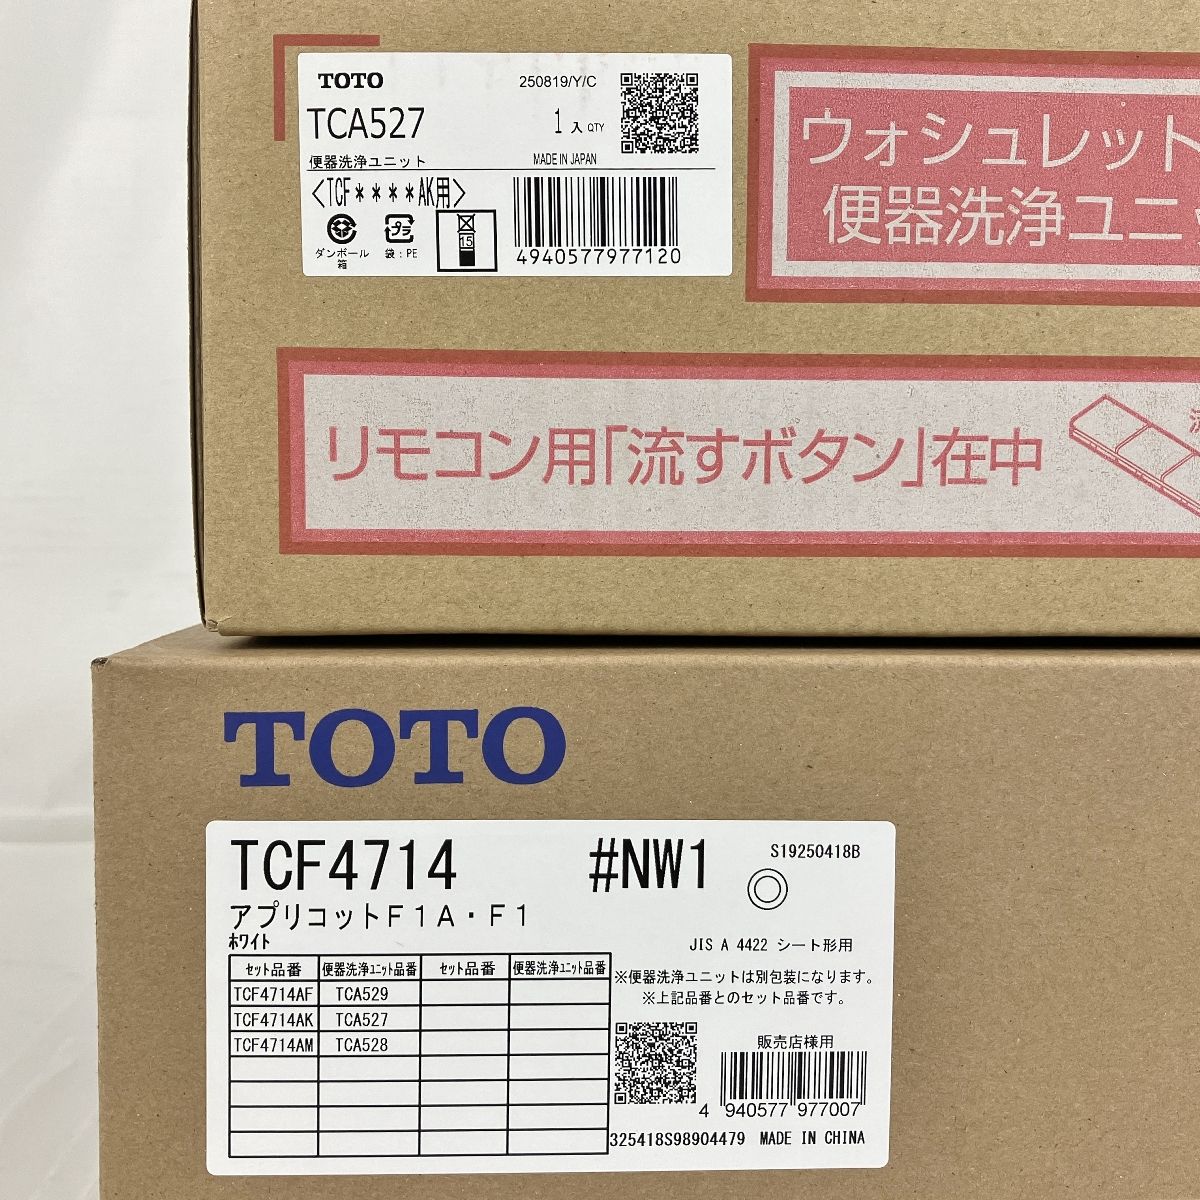 TOTO
250819/Y/C
TCA527
1 入 QTY
便器洗浄ユニット
MADE IN JAPAN
<TCF****AK用>
ダンボール
箱
プラ
袋:PE
15
4940577977120
ウォシュレット
便器洗浄ユニ
リモコン用「流すボタン」在中
TOTO
TCF4714 #NW1
S19250418B
アプリコットF1A・F1
ホワイト
JIS A 4422 シート形用
セット品番 便器洗浄ユニット品番 セット品番 便器洗浄ユニット品番
TCF4714AF TCA529
TCF4714AK TCA527
TCF4714AM TCA528
※便器洗浄ユニットは別包装になります。
※上記品番とのセット品番です。
販売店様用
4 940577 977007
325418S98904479 MADE IN CHINA